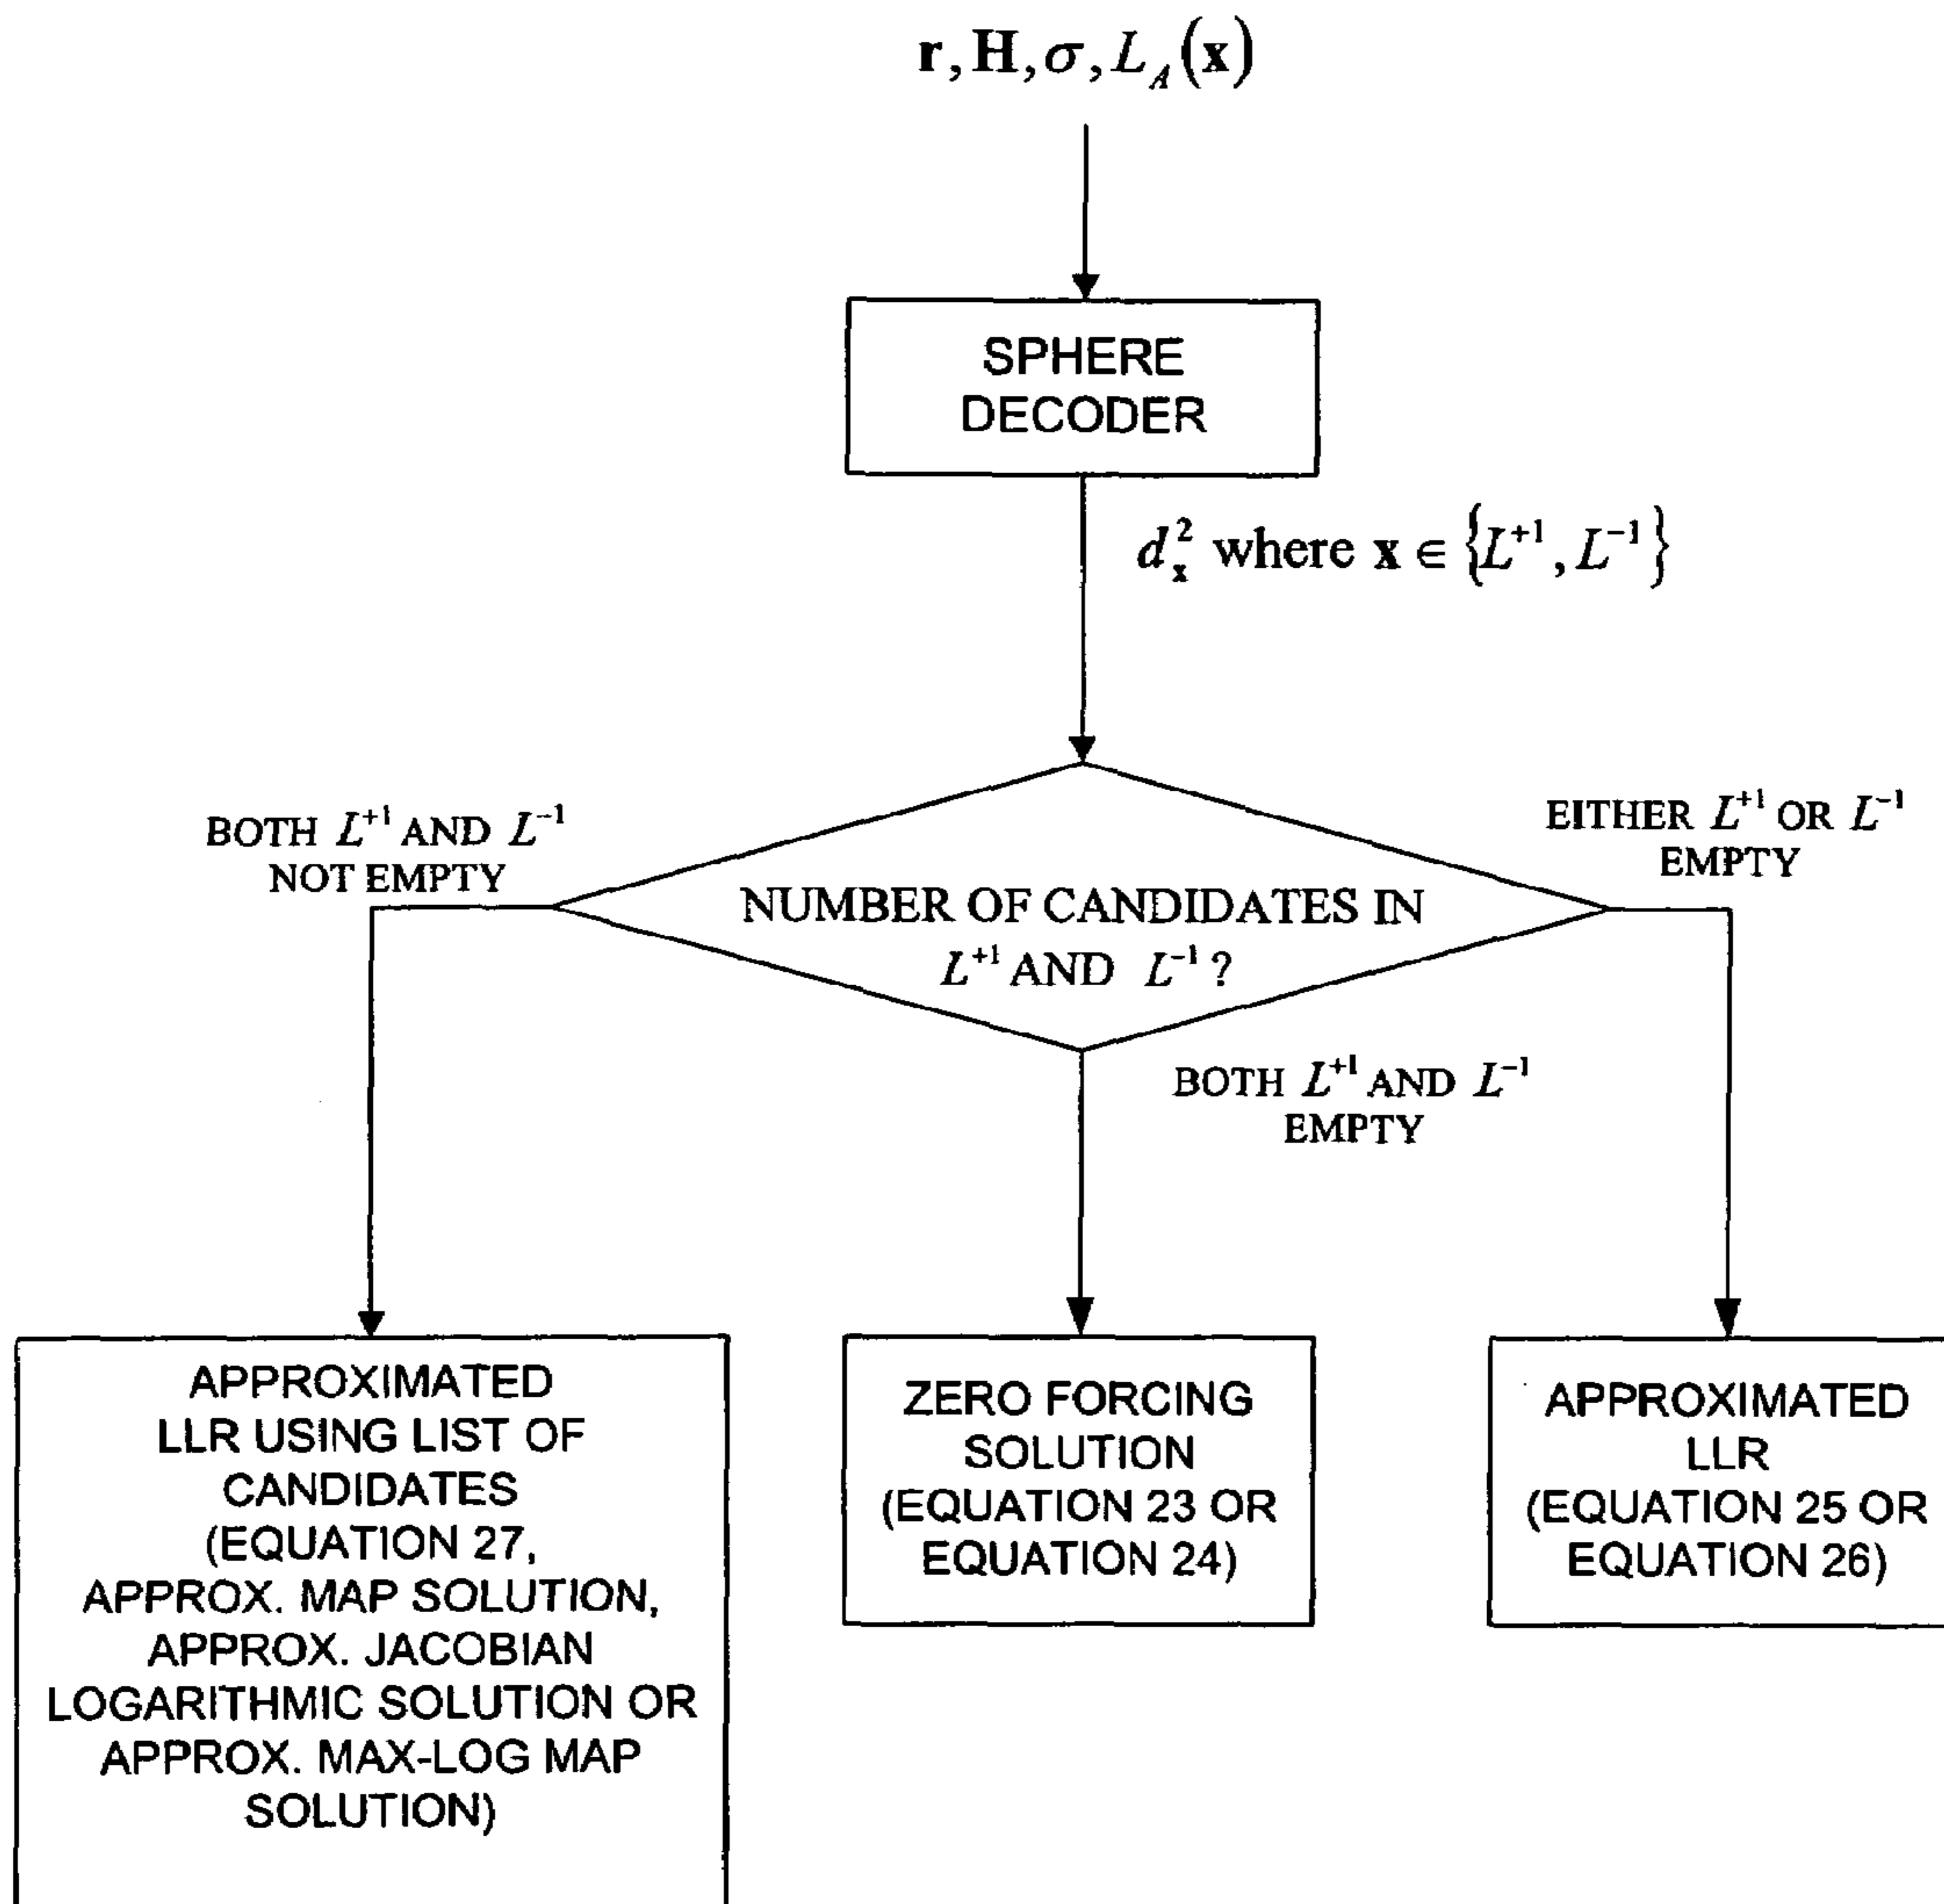 r, H, σ, L_A(x)
SPHERE
DECODER
d_x^2 where x ∈ {L^{+1}, L^{-1}}
BOTH L^{+1} AND L^{-1}
NOT EMPTY
EITHER L^{+1} OR L^{-1}
EMPTY
NUMBER OF CANDIDATES IN
L^{+1} AND L^{-1} ?
BOTH L^{+1} AND L^{-1}
EMPTY
APPROXIMATED
LLR USING LIST OF
CANDIDATES
(EQUATION 27,
APPROX. MAP SOLUTION,
APPROX. JACOBIAN
LOGARITHMIC SOLUTION OR
APPROX. MAX-LOG MAP
SOLUTION)
ZERO FORCING
SOLUTION
(EQUATION 23 OR
EQUATION 24)
APPROXIMATED
LLR
(EQUATION 25 OR
EQUATION 26)